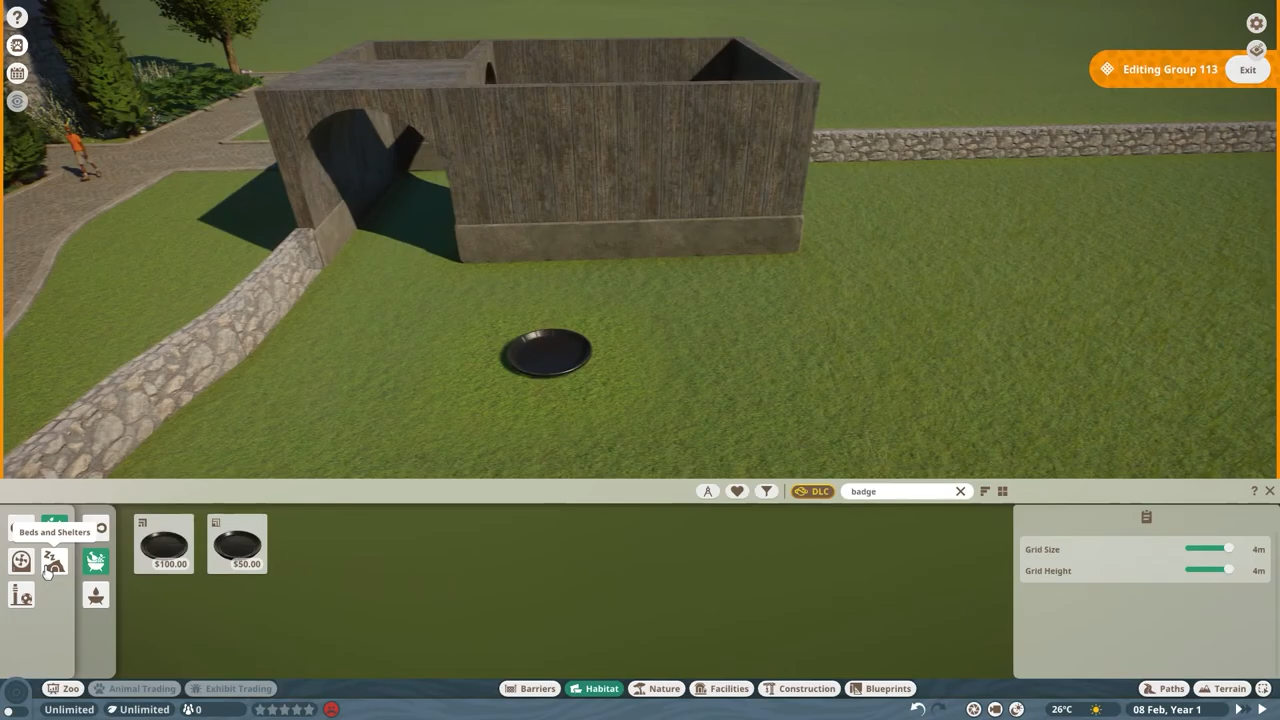 Editing Group 113
Exit
DLC
badge
Beds and Shelters
$100.00
$50.00
Grid Size
4m
Grid Height
4m
Zoo
Animal Trading
Exhibit Trading
Barriers
Habitat
Nature
Facilities
Construction
Blueprints
Paths
Terrain
Unlimited
Unlimited
0
26°C
08 Feb, Year 1